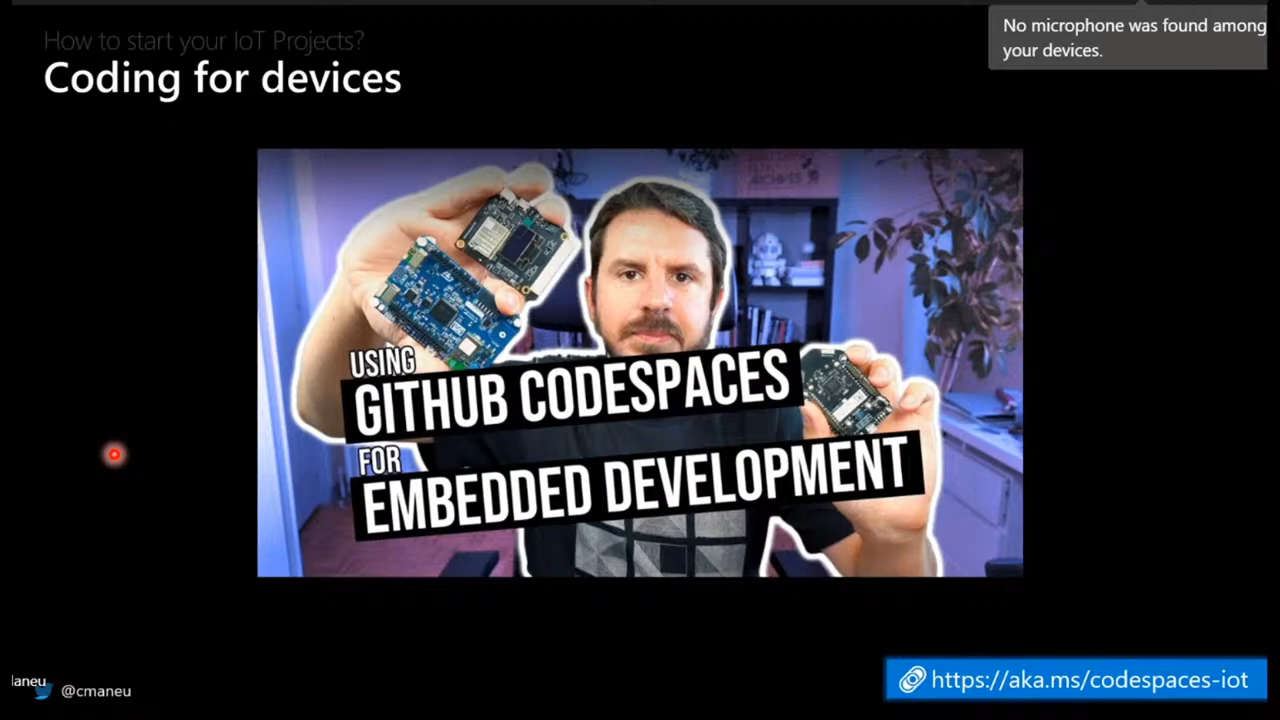 How to start your IoT Projects?
Coding for devices
No microphone was found among
your devices.
USING
GITHUB CODESPACES
FOR
EMBEDDED DEVELOPMENT
laneu
@cmaneu
https://aka.ms/codespaces-iot